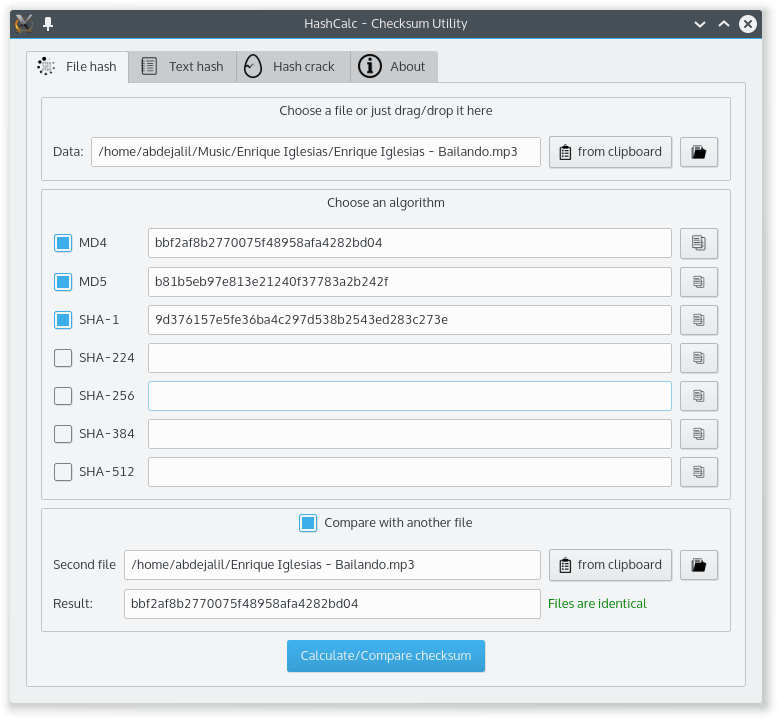 HashCalc - Checksum Utility
File hash
Text hash
Hash crack
About
Choose a file or just drag/drop it here
Data: /home/abdejalil/Music/Enrique Iglesias/Enrique Iglesias - Bailando.mp3 from clipboard
Choose an algorithm
MD4 bbf2af8b2770075f48958afa4282bd04
MD5 b81b5eb97e813e21240f37783a2b242f
SHA-1 9d376157e5fe36ba4c297d538b2543ed283c273e
SHA-224
SHA-256
SHA-384
SHA-512
Compare with another file
Second file /home/abdejalil/Enrique Iglesias - Bailando.mp3 from clipboard
Result: bbf2af8b2770075f48958afa4282bd04 Files are identical
Calculate/Compare checksum